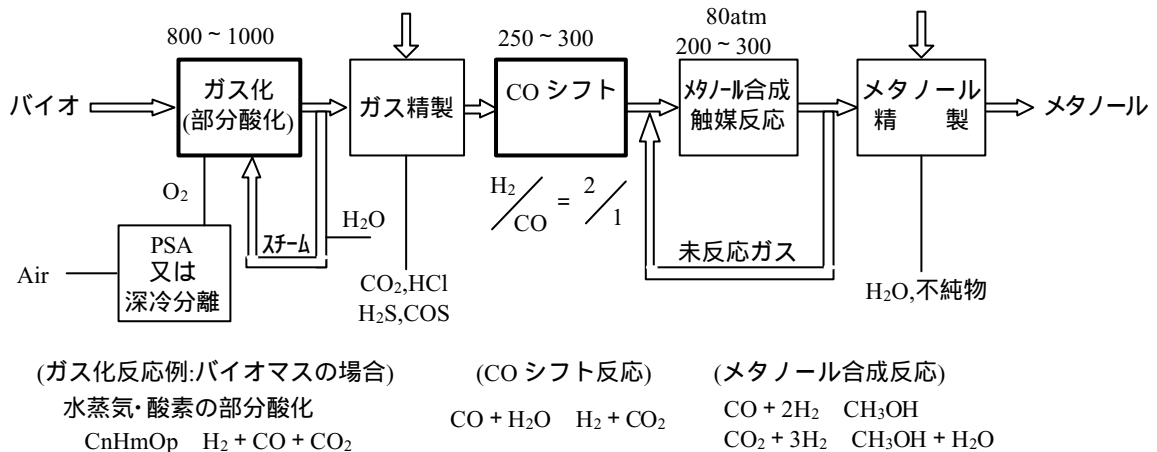 80atm
800 ~ 1000
250 ~ 300
200 ~ 300
バイオ
ガス化
(部分酸化)
ガス精製
CO シフト
ﾒﾀﾉｰﾙ合成
触媒反応
メタノール
精 製
メタノール
O2
H2O
ｽﾁｰﾑ
H2/CO = 2/1
未反応ガス
Air
PSA
又は
深冷分離
CO2,HCl
H2S,COS
H2O,不純物
(ガス化反応例:バイオマスの場合)
水蒸気・酸素の部分酸化
CnHmOp H2 + CO + CO2
(CO シフト反応)
CO + H2O H2 + CO2
(メタノール合成反応)
CO + 2H2 CH3OH
CO2 + 3H2 CH3OH + H2O